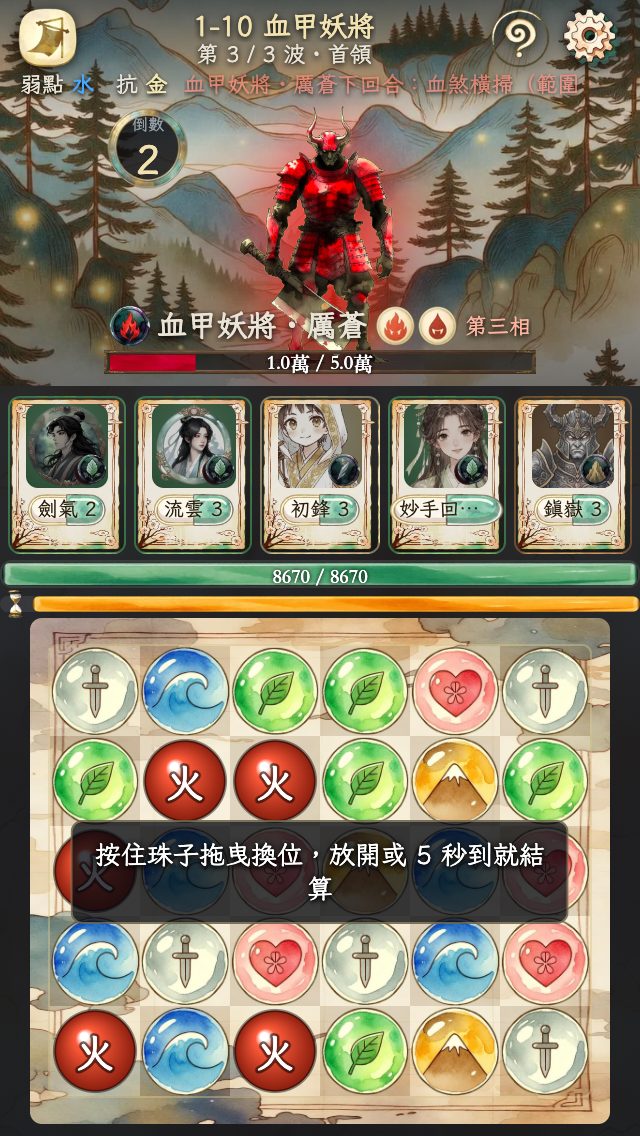 1-10 血甲妖將
第 3 / 3 波·首領
弱點 水 抗 金 血甲妖將·厲蒼下回合：血煞橫掃（範圍
倒數
2
血甲妖將·厲蒼 第三相
1.0萬 / 5.0萬
劍氣 2 流雲 3 初鋒 3 妙手回… 鎮嶽 3
8670 / 8670
火 火
火
按住珠子拖曳換位，放開或 5 秒到就結
算
火 火